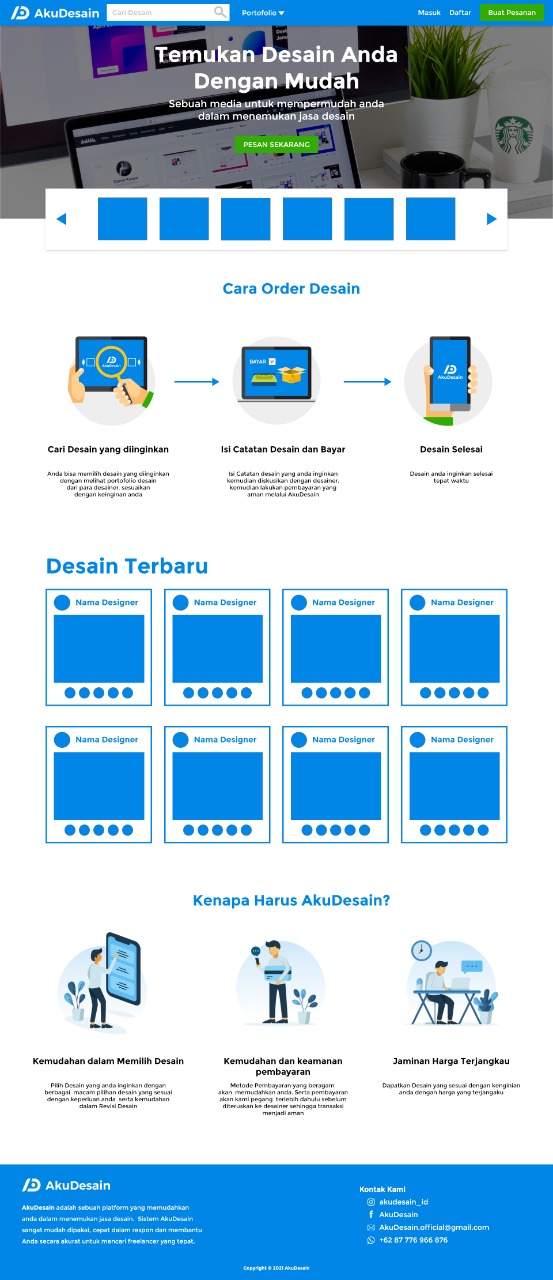 AkuDesain
Cari Desain
Portofolio
Masuk
Daftar
Buat Pesanan
Temukan Desain Anda
Dengan Mudah
Sebuah media untuk mempermudah anda
dalam menemukan jasa desain
PESAN SEKARANG
Cara Order Desain
AkuDesain
BAYAR
AkuDesain
Cari Desain yang diinginkan
Anda bisa memilih desain yang diinginkan
dengan melihat portofolio desain
dari para desainer. sesuaikan
dengan keinginan anda
Isi Catatan Desain dan Bayar
Isi Catatan desain yang anda inginkan
kemudian diskusikan dengan desainer.
kemudian lakukan pembayaran yang
aman melalui AkuDesain
Desain Selesai
Desain anda inginkan selesai
tepat waktu
Desain Terbaru
Nama Designer
Nama Designer
Nama Designer
Nama Designer
Nama Designer
Nama Designer
Nama Designer
Nama Designer
Kenapa Harus AkuDesain?
Kemudahan dalam Memilih Desain
Pilih Desain yang anda inginkan dengan
berbagai macam pilihan desain yang sesuai
dengan keperluan anda serta kemudahan
dalam Revisi Desain
Kemudahan dan keamanan
pembayaran
Metode Pembayaran yang beragam
akan memudahkan anda. Serta pembayaran
akan kami pegang terlebih dahulu sebelum
diteruskan ke desainer sehingga transaksi
menjadi aman
Jaminan Harga Terjangkau
Dapatkan Desain yang sesuai dengan kenginian
anda dengan harga yang terjangaku
AkuDesain
AkuDesain adalah sebuah platform yang memudahkan
anda dalam menemukan jasa desain. Sistem AkuDesain
sangat mudah dipakai, cepat dalam respon dan membantu
Anda secara akurat untuk mencari freelancer yang tepat.
Kontak Kami
akudesain_id
AkuDesain
AkuDesain.official@gmail.com
+62 87 776 966 876
Copyright © 2021 AkuDesain